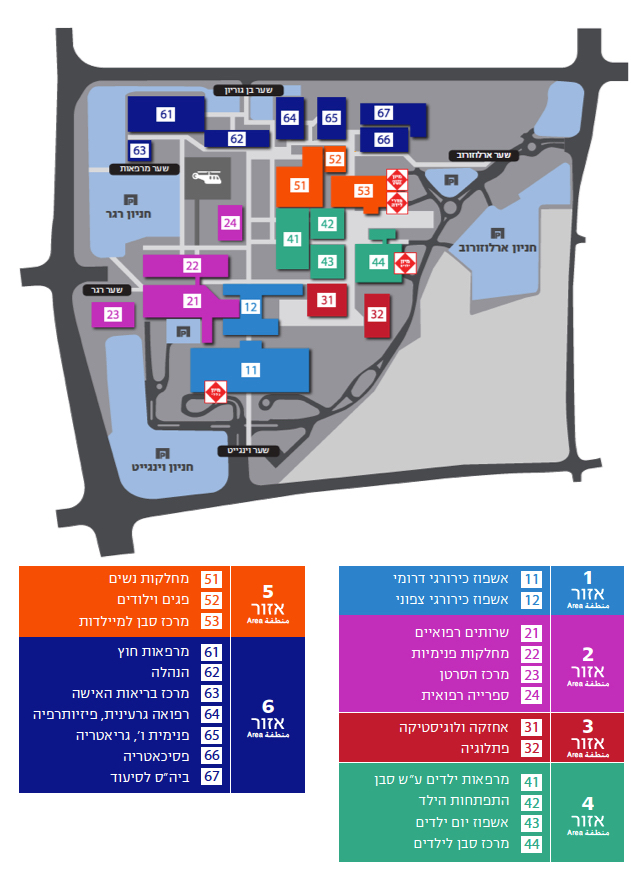 שער בן גוריון
61
62
63
64
65
67
66
שער מרפאות
שער ארלוזורוב
52
51
53
חניון רגר
24
42
41
43
44
חניון ארלוזורוב
22
שער רגר
21
23
12
31
32
11
שער וינגייט
חניון וינגייט
1
אזור
منطقة Area
11 אשפוז כירורגי דרומי
12 אשפוז כירורגי צפוני
2
אזור
منطقة Area
21 שרותים רפואיים
22 מחלקות פנימיות
23 מרכז הסרטן
24 ספרייה רפואית
3
אזור
منطقة Area
31 אחזקה ולוגיסטיקה
32 פתלוגיה
4
אזור
منطقة Area
41 מרפאות ילדים ע״ש סבן
42 התפתחות הילד
43 אשפוז יום ילדים
44 מרכז סבן לילדים
5
אזור
منطقة Area
51 מחלקות נשים
52 פגים וילודים
53 מרכז סבן למיילדות
6
אזור
منطقة Area
61 מרפאות חוץ
62 הנהלה
63 מרכז בריאות האישה
64 רפואה גרעינית, פיזיותרפיה
65 פנימית ו׳, גריאטריה
66 פסיכאטריה
67 ביה״ס לסיעוד